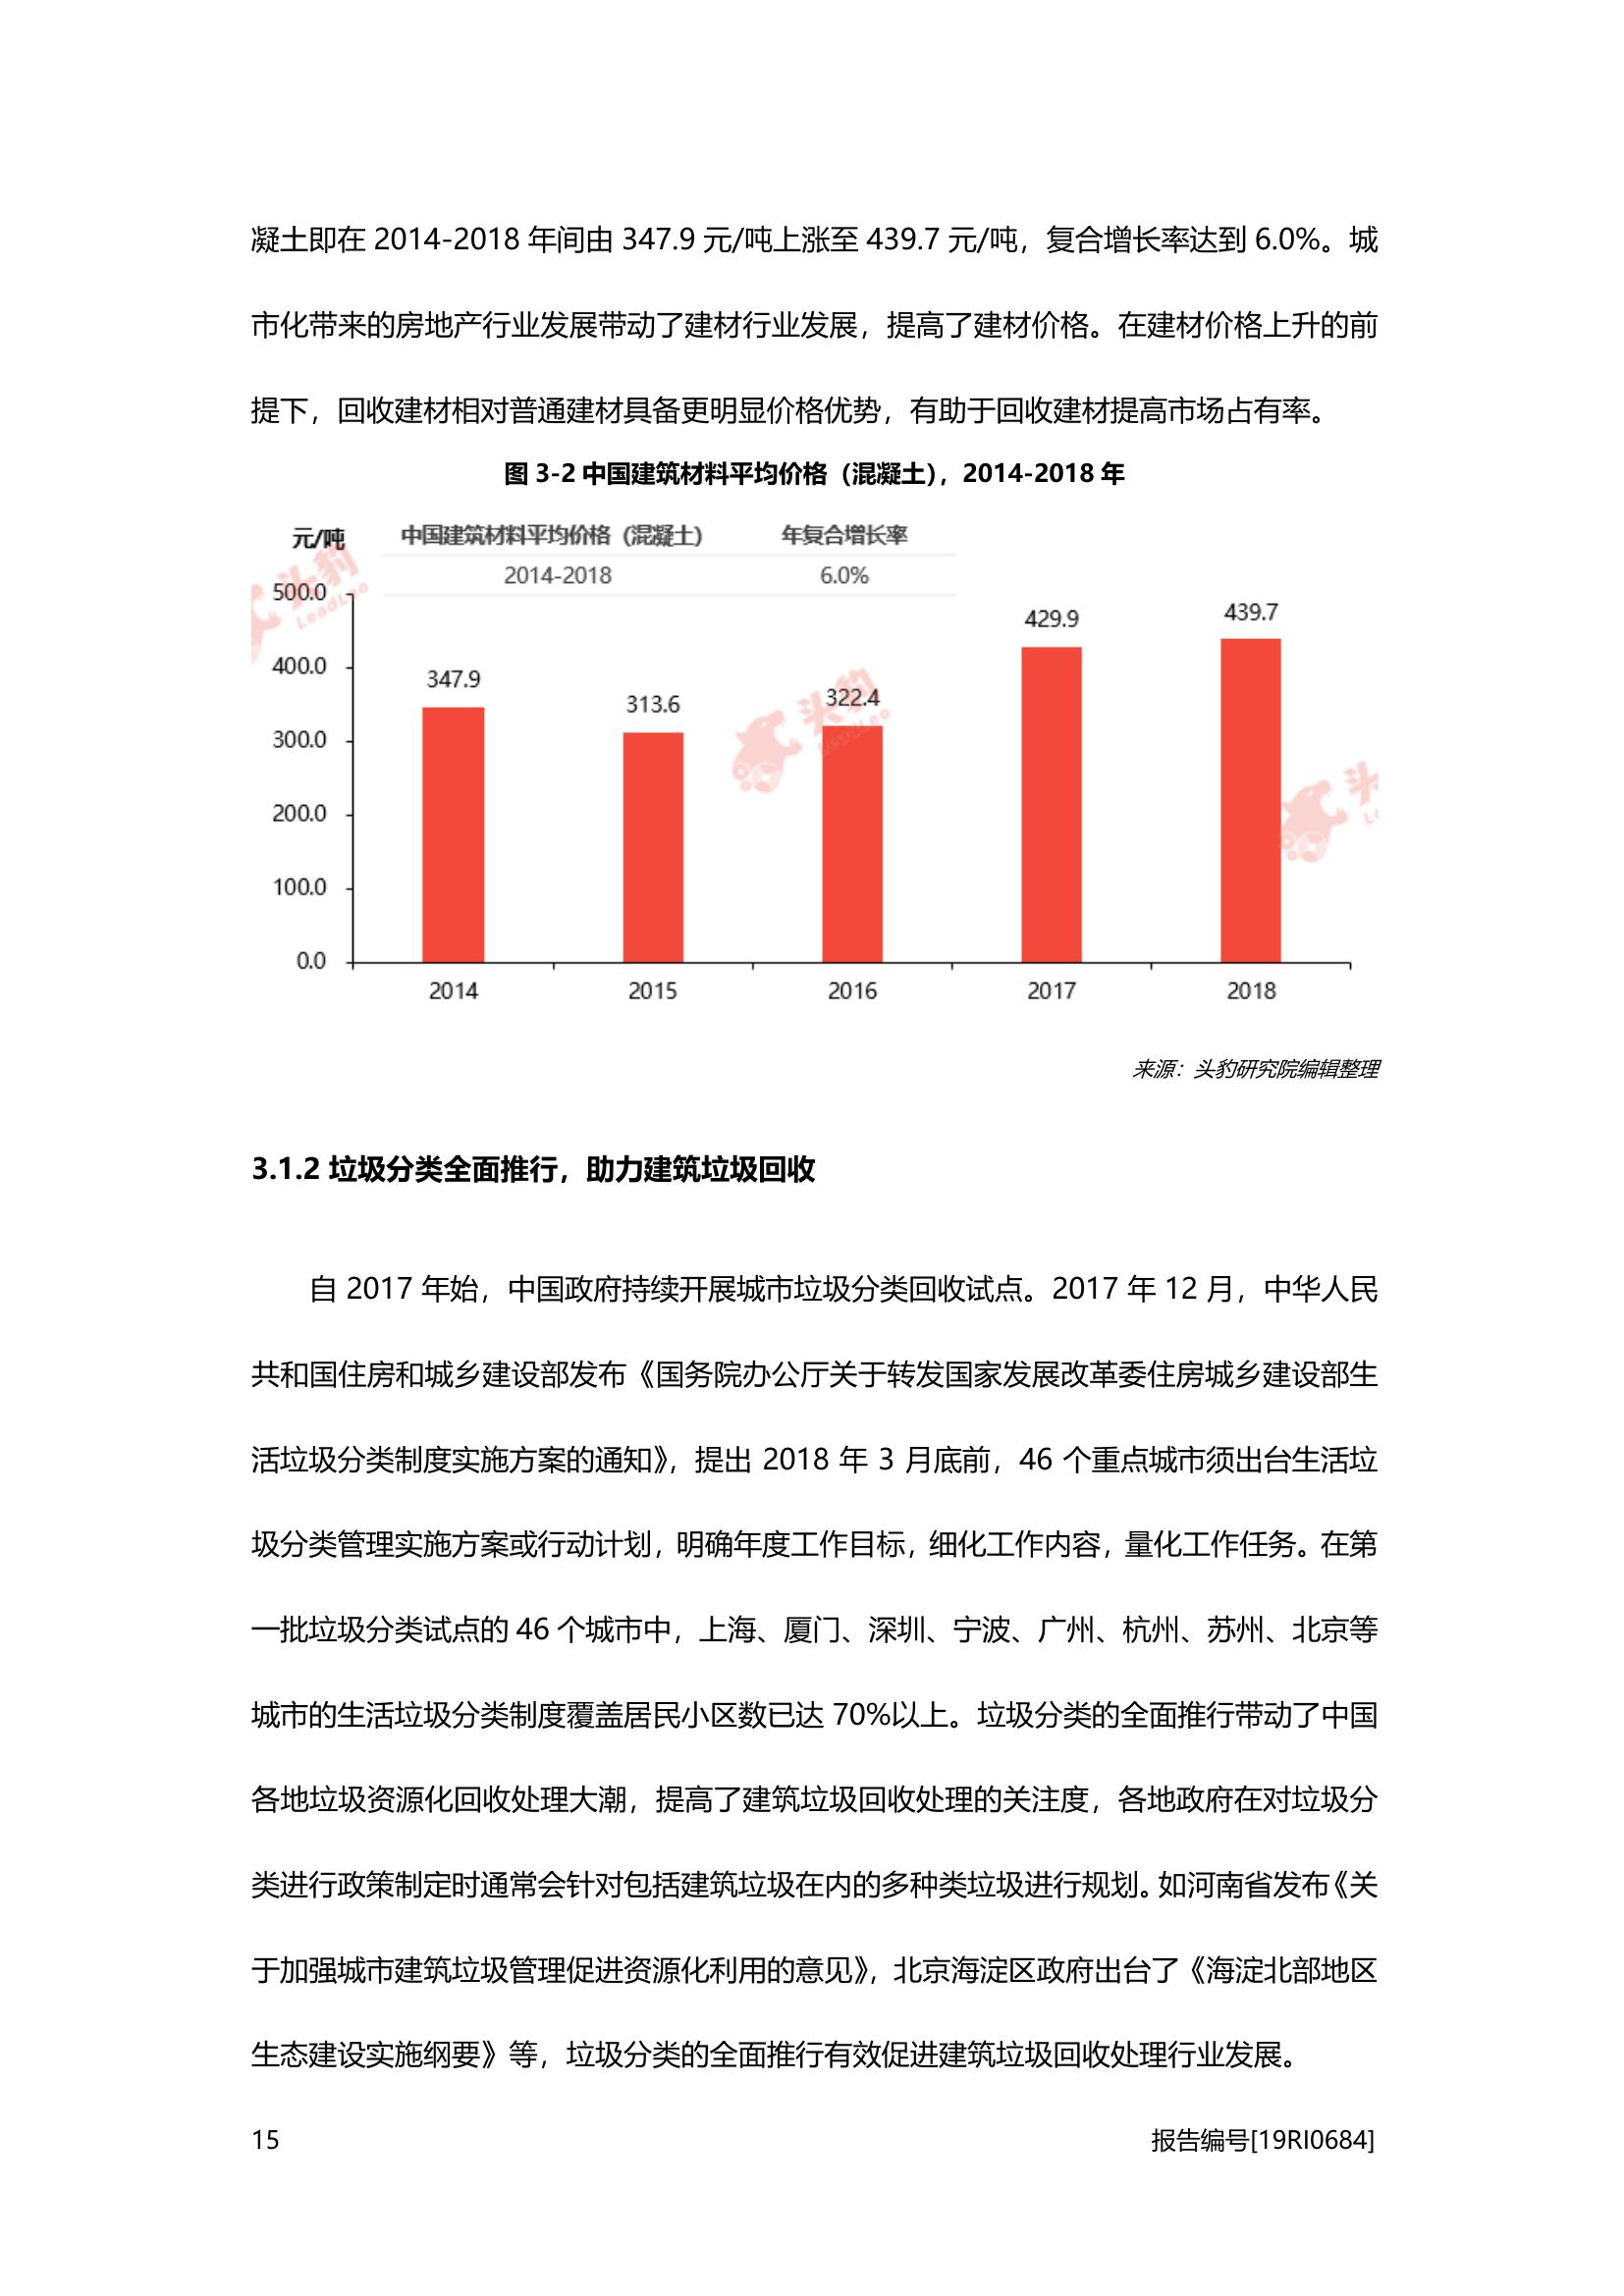 凝土即在 2014-2018 年间由 347.9 元/吨上涨至 439.7 元/吨，复合增长率达到 6.0%。城
市化带来的房地产行业发展带动了建材行业发展，提高了建材价格。在建材价格上升的前
提下，回收建材相对普通建材具备更明显价格优势，有助于回收建材提高市场占有率。
图 3-2 中国建筑材料平均价格（混凝土），2014-2018 年
元/吨
中国建筑材料平均价格（混凝土） 年复合增长率
2014-2018 6.0%
头豹
LeadLeo
500.0
400.0
300.0
200.0
100.0
0.0
347.9
313.6
322.4
429.9
439.7
头豹
LeadLeo
头
2014 2015 2016 2017 2018
来源：头豹研究院编辑整理
3.1.2 垃圾分类全面推行，助力建筑垃圾回收
自 2017 年始，中国政府持续开展城市垃圾分类回收试点。2017 年 12 月，中华人民
共和国住房和城乡建设部发布《国务院办公厅关于转发国家发展改革委住房城乡建设部生
活垃圾分类制度实施方案的通知》，提出 2018 年 3 月底前，46 个重点城市须出台生活垃
圾分类管理实施方案或行动计划，明确年度工作目标，细化工作内容，量化工作任务。在第
一批垃圾分类试点的 46 个城市中，上海、厦门、深圳、宁波、广州、杭州、苏州、北京等
城市的生活垃圾分类制度覆盖居民小区数已达 70%以上。垃圾分类的全面推行带动了中国
各地垃圾资源化回收处理大潮，提高了建筑垃圾回收处理的关注度，各地政府在对垃圾分
类进行政策制定时通常会针对包括建筑垃圾在内的多种类垃圾进行规划。如河南省发布《关
于加强城市建筑垃圾管理促进资源化利用的意见》，北京海淀区政府出台了《海淀北部地区
生态建设实施纲要》等，垃圾分类的全面推行有效促进建筑垃圾回收处理行业发展。
15 报告编号[19RI0684]